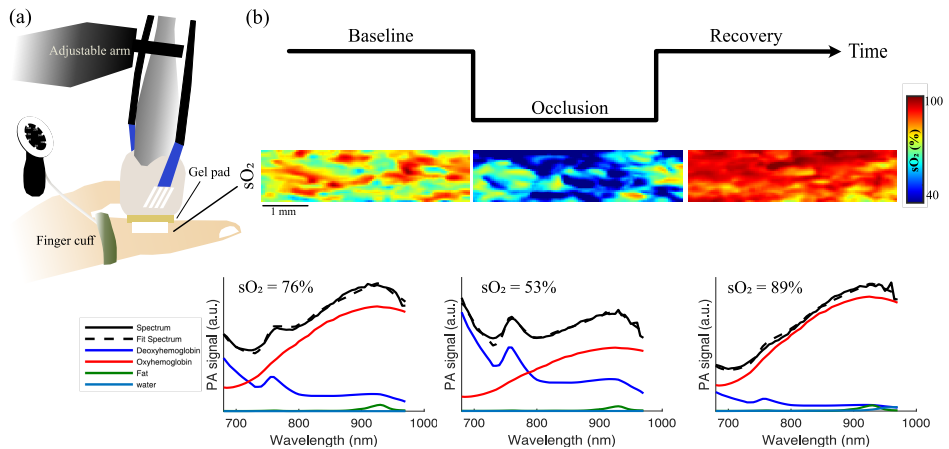 (a)
Adjustable arm
Gel pad
Finger cuff
(b)
Baseline
Recovery
Time
Occlusion
sO₂
1 mm
100
sO₂ (%)
40
Spectrum
Fit Spectrum
Deoxyhemoglobin
Oxyhemoglobin
Fat
water
sO₂ = 76%
PA signal (a.u.)
700 800 900 1000
Wavelength (nm)
sO₂ = 53%
PA signal (a.u.)
700 800 900 1000
Wavelength (nm)
sO₂ = 89%
PA signal (a.u.)
700 800 900 1000
Wavelength (nm)